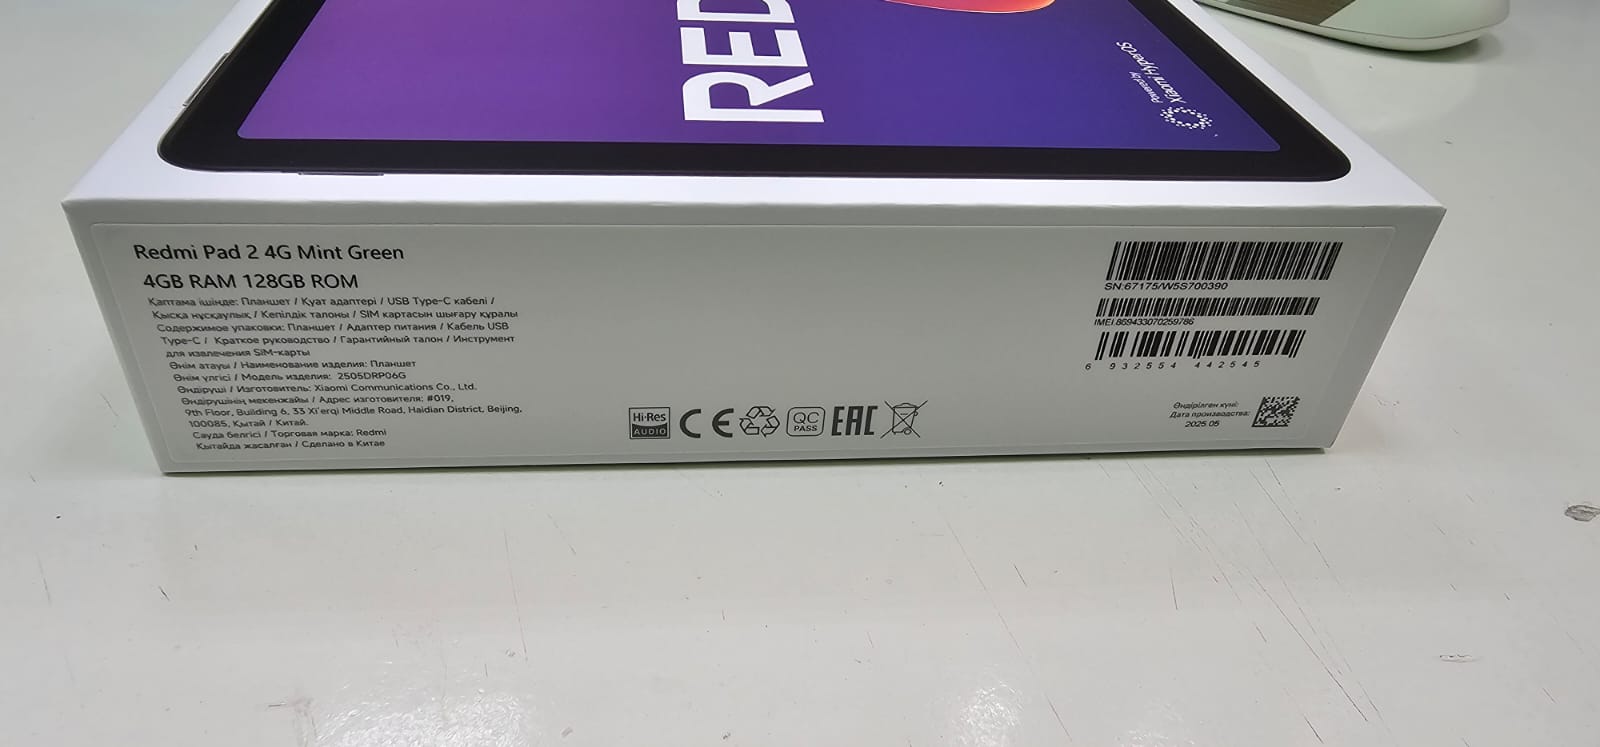 RED
Powered by
Xiaomi HyperOS
Redmi Pad 2 4G Mint Green
4GB RAM 128GB ROM
Қаптама ішінде: Планшет / Қуат адаптері / USB Type-C кабелі /
Қысқа нұсқаулық / Кепілдік талоны / SIM картасын шығару құралы
Содержимое упаковки: Планшет / Адаптер питания / Кабель USB
Type-C / Краткое руководство / Гарантийный талон / Инструмент
для извлечения SIM-карты
Өнім атауы / Наименование изделия: Планшет
Өнім үлгісі / Модель изделия: 2505DRP06G
Өндіруші / Изготовитель: Xiaomi Communications Co., Ltd.
Өндірушінің мекенжайы / Адрес изготовителя: #019,
9th Floor, Building 6, 33 Xi'erqi Middle Road, Haidian District, Beijing,
100085, Қытай / Китай.
Сауда белгісі / Торговая марка: Redmi
Қытайда жасалған / Сделано в Китае
Hi-Res
AUDIO
CE
QC
PASS
EAC
SN:67175/W5S700390
IMEI:869433070259786
6 932554 442545
Өндірілген күні:
Дата производства:
2025.05